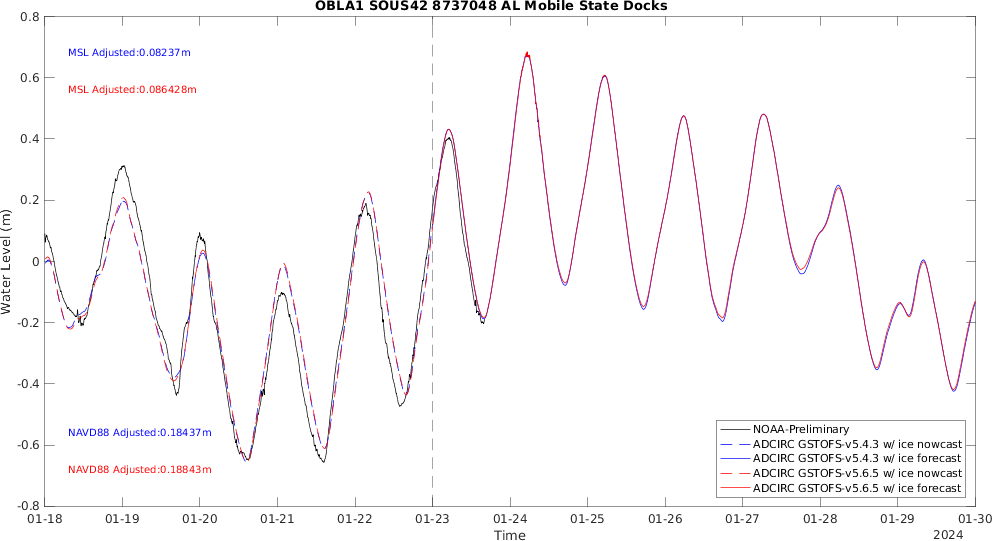 OBLA1 SOUS42 8737048 AL Mobile State Docks
0.8
0.6
0.4
0.2
0
-0.2
-0.4
-0.6
-0.8
Water Level (m)
MSL Adjusted:0.08237m
MSL Adjusted:0.086428m
NAVD88 Adjusted:0.18437m
NAVD88 Adjusted:0.18843m
NOAA-Preliminary
ADCIRC GSTOFS-v5.4.3 w/ ice nowcast
ADCIRC GSTOFS-v5.4.3 w/ ice forecast
ADCIRC GSTOFS-v5.6.5 w/ ice nowcast
ADCIRC GSTOFS-v5.6.5 w/ ice forecast
01-18 01-19 01-20 01-21 01-22 01-23 01-24 01-25 01-26 01-27 01-28 01-29 01-30
Time
2024